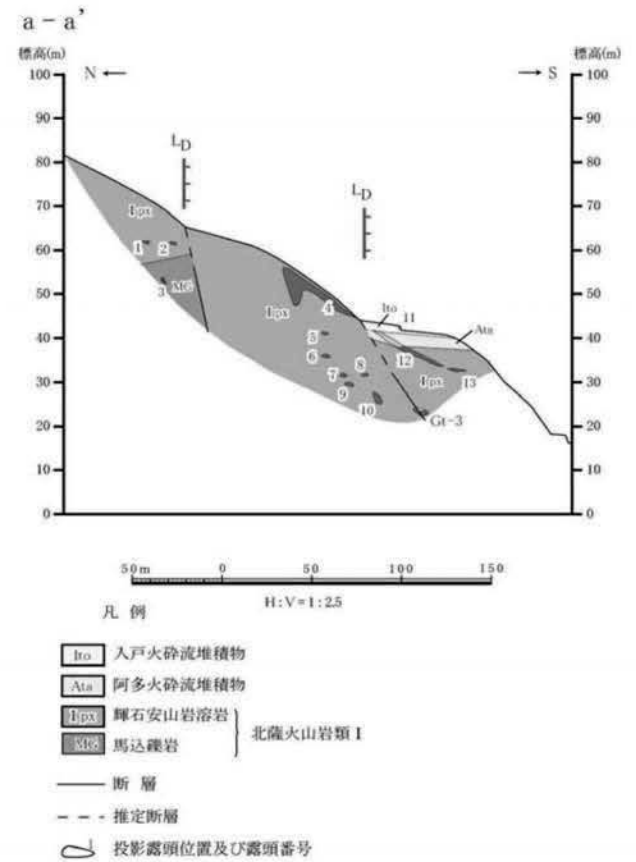 a - a'
標高(m) 標高(m)
N ← → S
100 100
90 90
80 80
70 70
60 60
50 50
40 40
30 30
20 20
10 10
0 0
LD
LD
Ipx
1 2
3 MG
Ipx
4
5
6
7
8
9
10
Ito 11
Ata
12
Ipx
13
Gt-3
50m 0 50 100 150
H:V=1:2.5
凡 例
Ito 入戸火砕流堆積物
Ata 阿多火砕流堆積物
Ipx 輝石安山岩溶岩
MG 馬込礫岩
北薩火山岩類 I
断 層
推定断層
投影露頭位置及び露頭番号